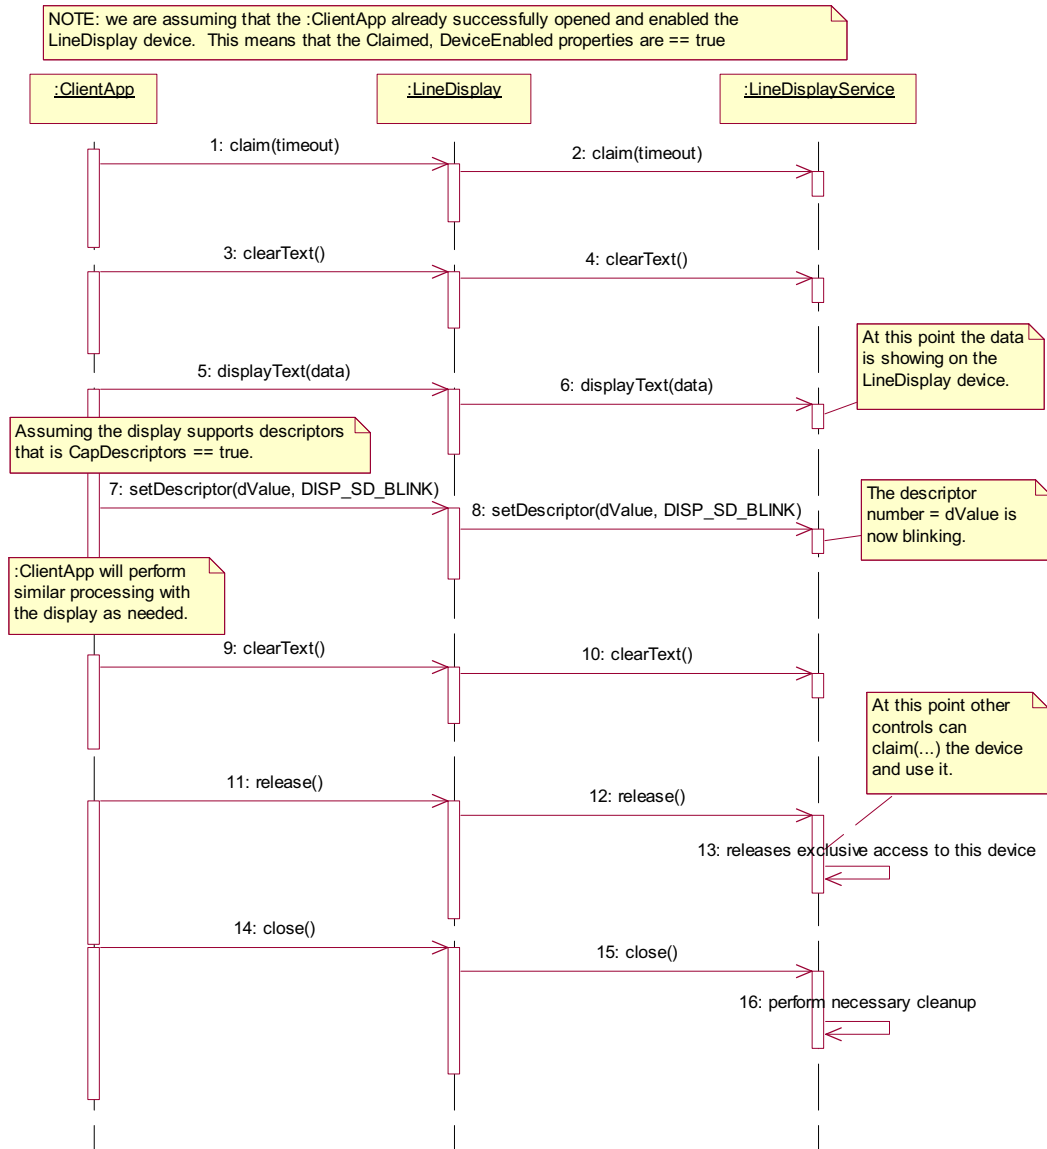 NOTE: we are assuming that the :ClientApp already successfully opened and enabled the
LineDisplay device.  This means that the Claimed, DeviceEnabled properties are == true
:ClientApp
:LineDisplay
:LineDisplayService
1: claim(timeout)
2: claim(timeout)
3: clearText()
4: clearText()
At this point the data
is showing on the
LineDisplay device.
5: displayText(data)
6: displayText(data)
Assuming the display supports descriptors
that is CapDescriptors == true.
7: setDescriptor(dValue, DISP_SD_BLINK)
8: setDescriptor(dValue, DISP_SD_BLINK)
The descriptor
number = dValue is
now blinking.
:ClientApp will perform
similar processing with
the display as needed.
9: clearText()
10: clearText()
At this point other
controls can
claim(...) the device
and use it.
11: release()
12: release()
13: releases exclusive access to this device
14: close()
15: close()
16: perform necessary cleanup